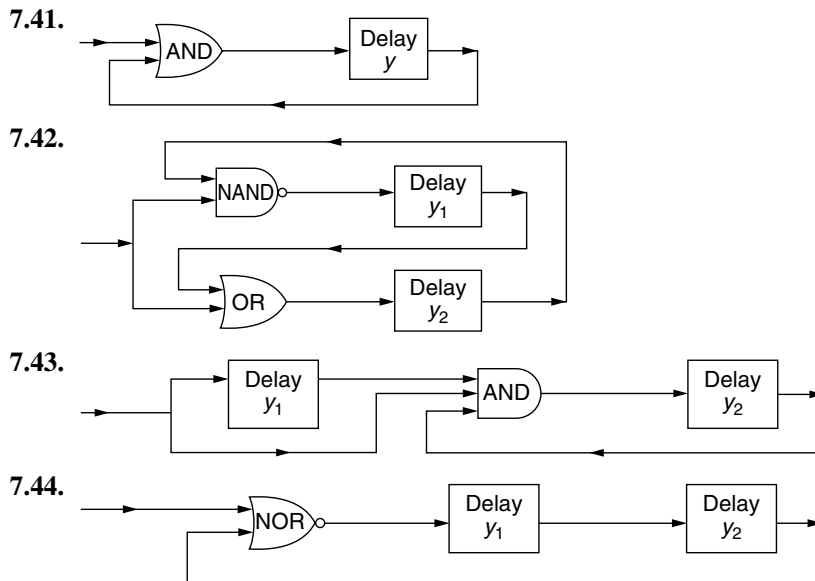 7.41.
AND
Delay
y
7.42.
NAND
Delay
y1
OR
Delay
y2
7.43.
Delay
y1
AND
Delay
y2
7.44.
NOR
Delay
y1
Delay
y2